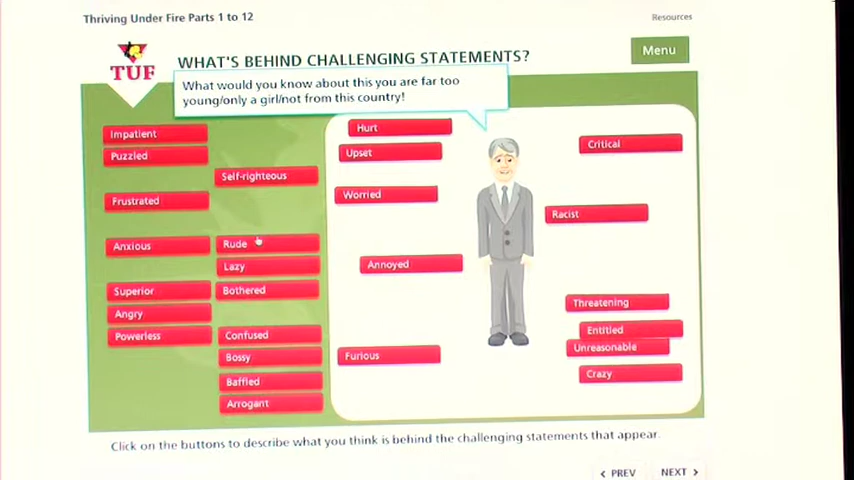 Thriving Under Fire Parts 1 to 12
Resources
TUF
WHAT'S BEHIND CHALLENGING STATEMENTS?
Menu
What would you know about this you are far too
young/only a girl/not from this country!
Impatient
Puzzled
Self-righteous
Frustrated
Anxious
Rude
Lazy
Superior
Bothered
Angry
Powerless
Confused
Bossy
Baffled
Arrogant
Hurt
Upset
Worried
Annoyed
Furious
Critical
Racist
Threatening
Entitled
Unreasonable
Crazy
Click on the buttons to describe what you think is behind the challenging statements that appear.
< PREV
NEXT >